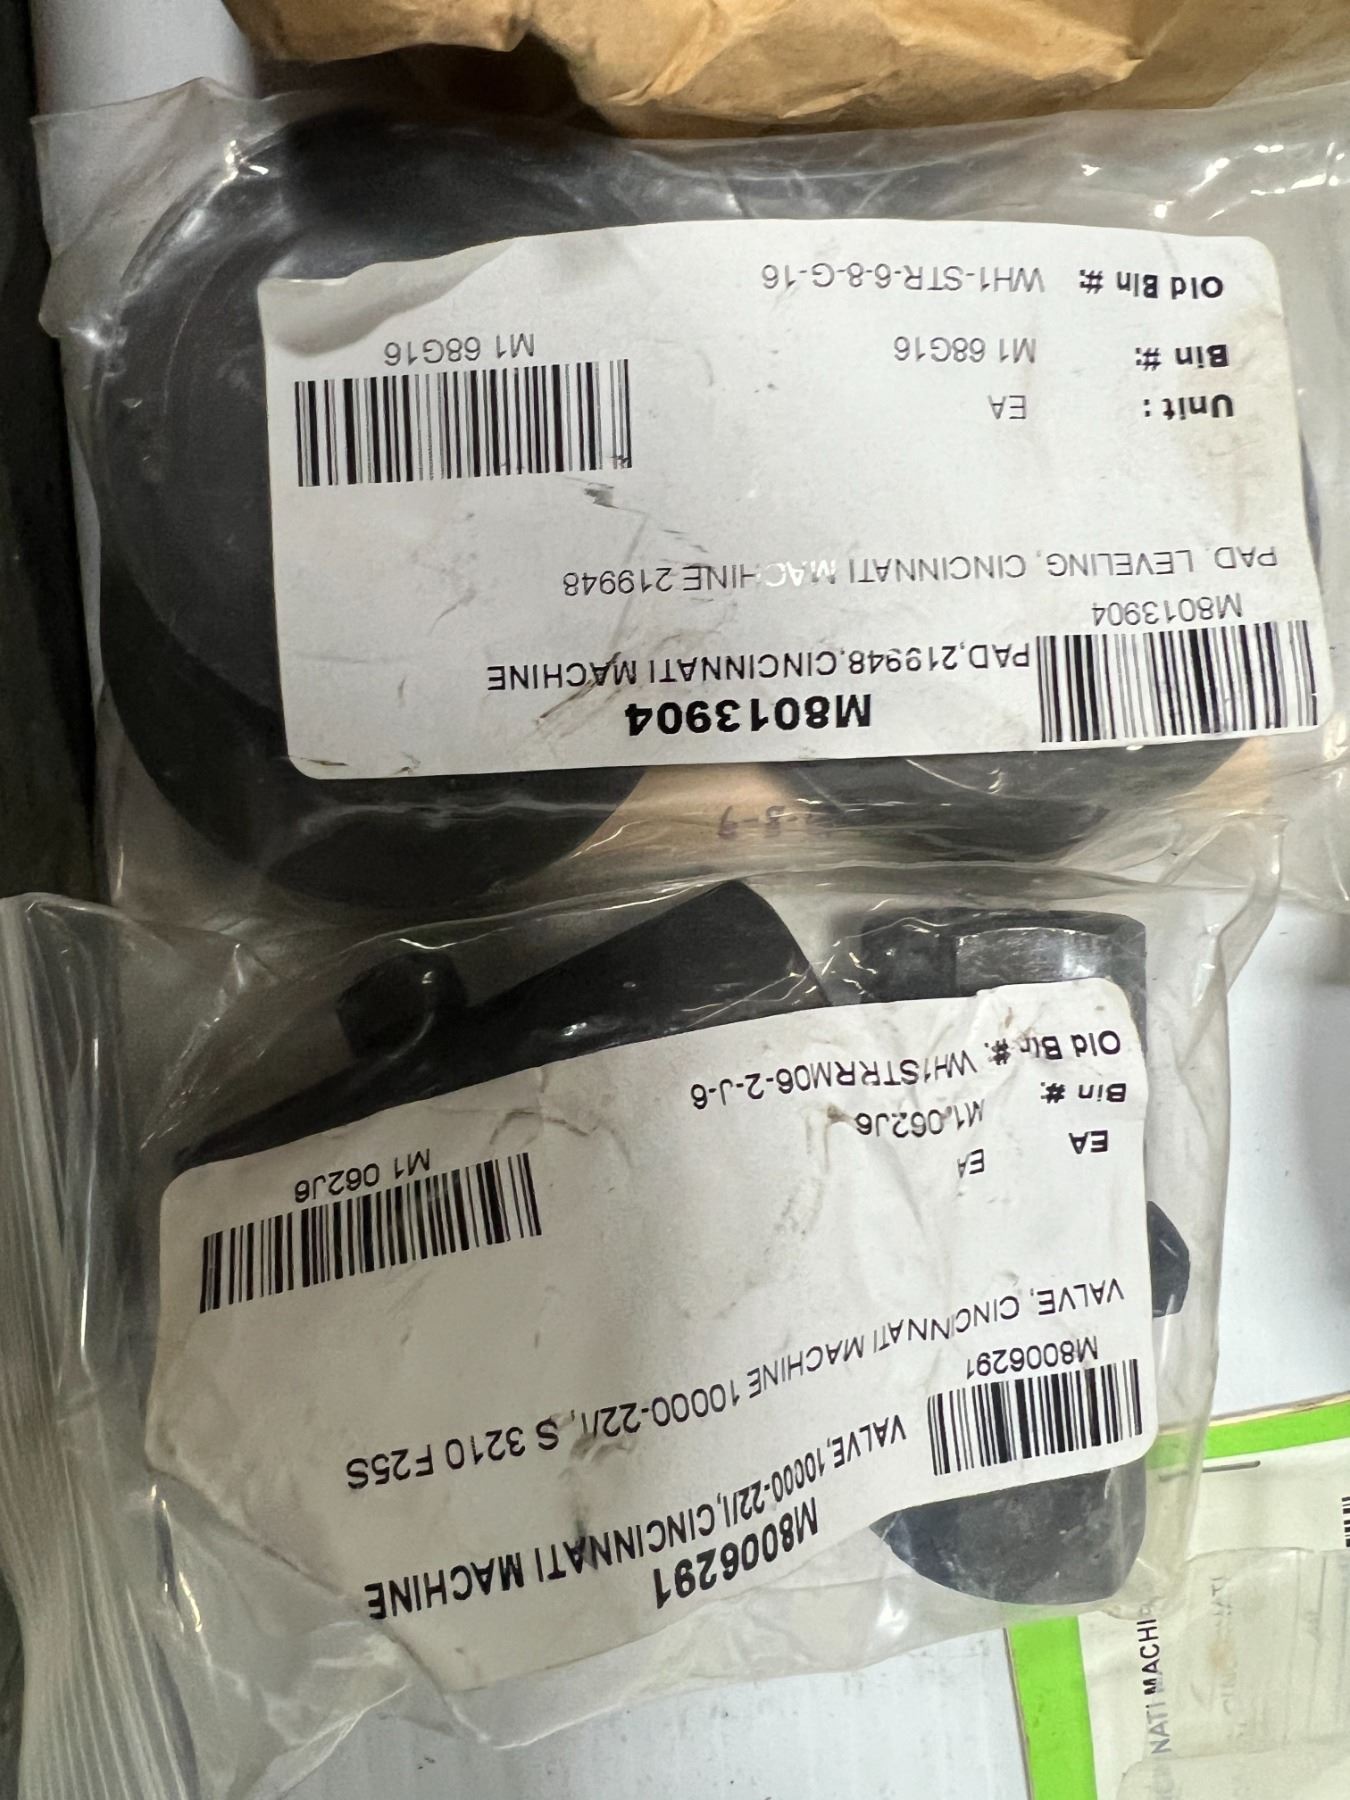 M8006291
VALVE,10000-22/I,CINCINNATI MACHINE
M8006291
VALVE, CINCINNATI MACHINE 10000-22/I, S 3210 F25S
EA EA
Bin #: M1 062J6
M1 062J6
Old Bin #: WH1STRRM06-2-J-6
M8013904
PAD,219948,CINCINNATI MACHINE
M8013904
PAD, LEVELING, CINCINNATI MACHINE 219948
Unit : EA
Bin #: M1 68G16
M1 68G16
Old Bin #: WH1-STR-6-8-G-16
NATI MACHI